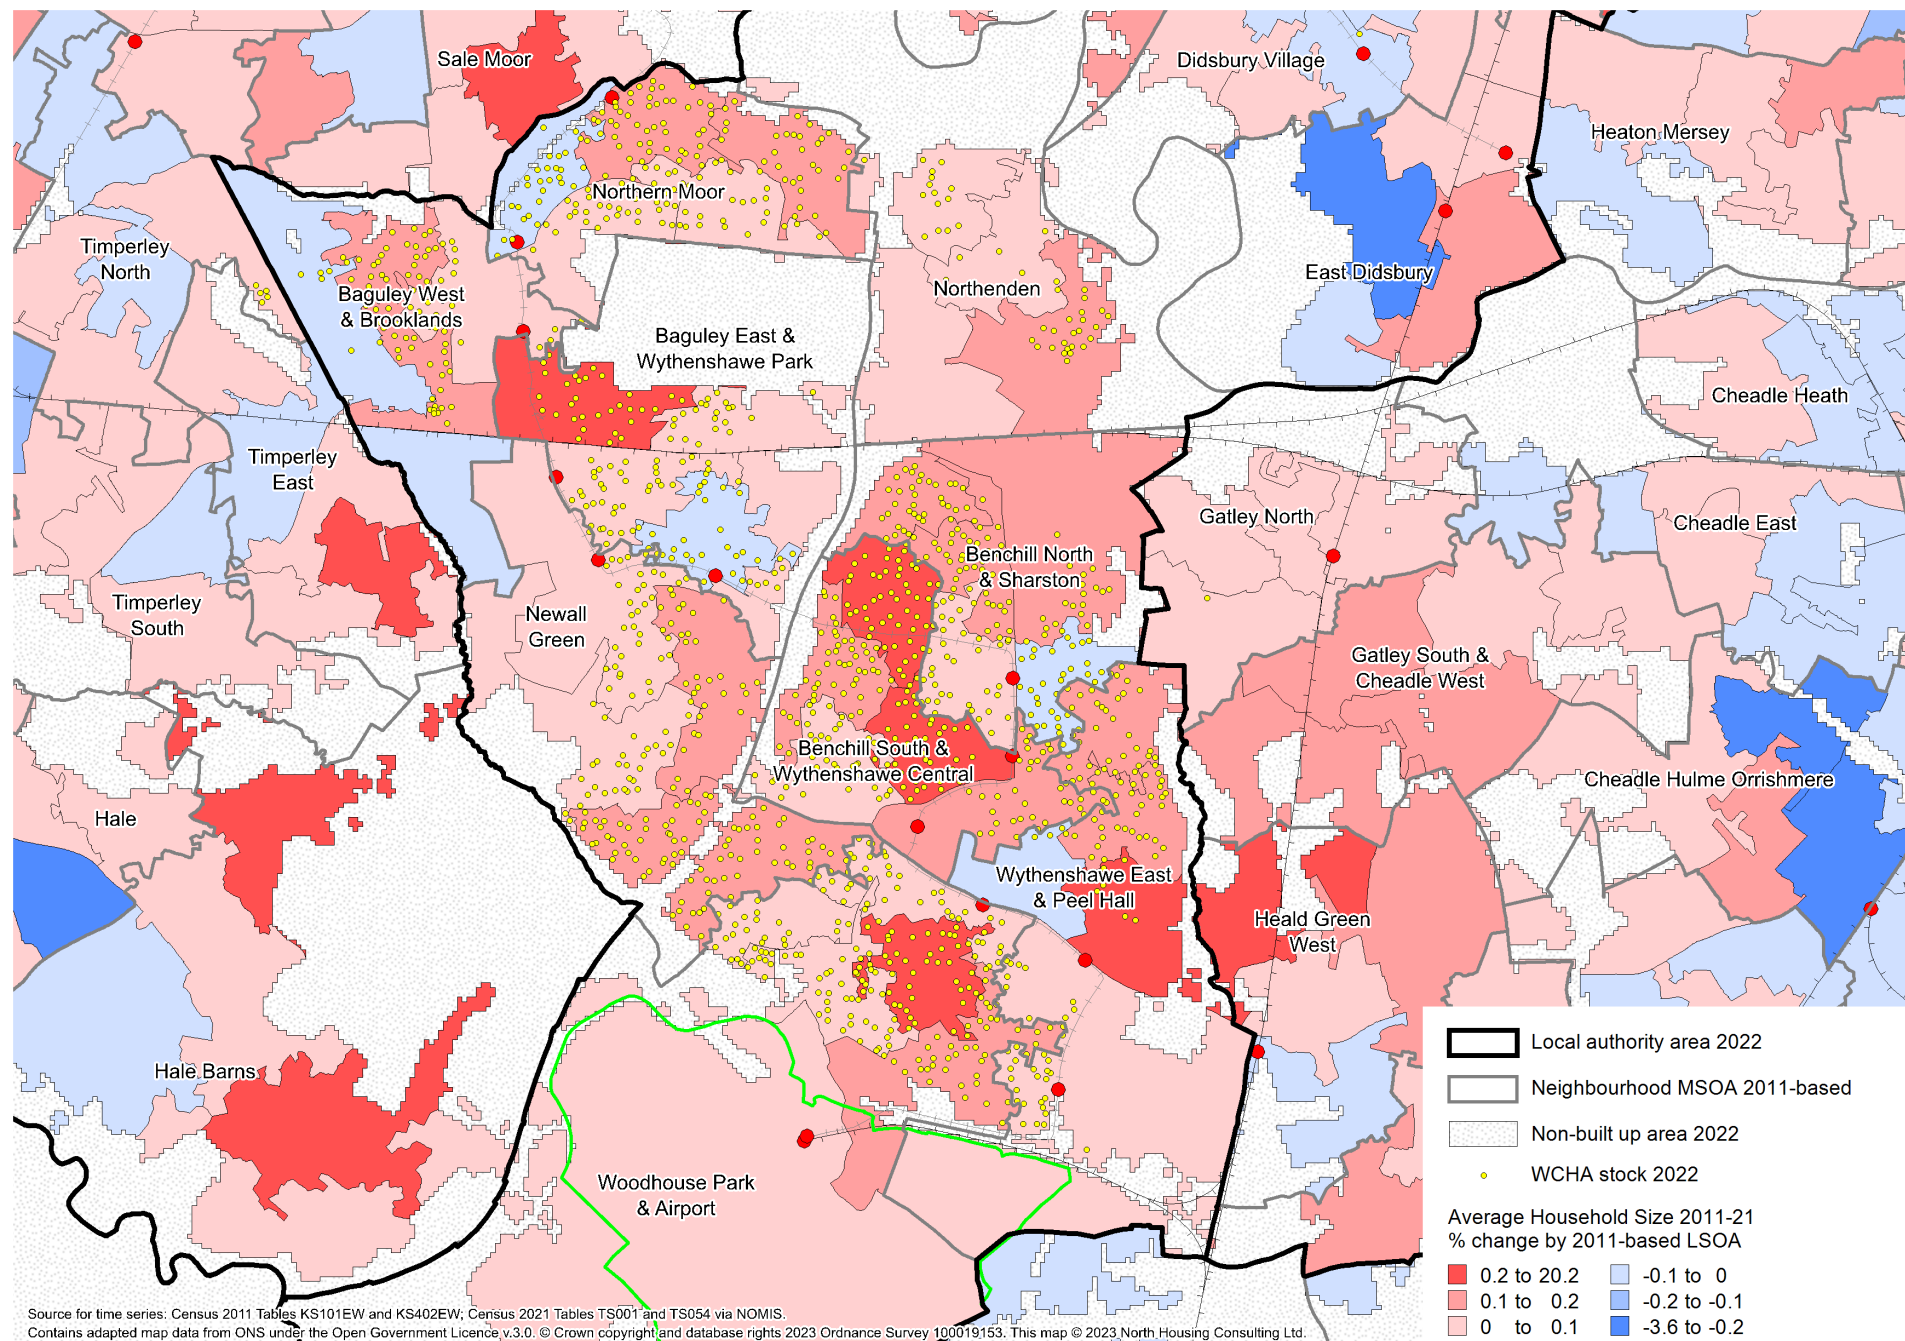 Sale Moor
Didsbury Village
Heaton Mersey
Northern Moor
Timperley
North
East Didsbury
Baguley West
& Brooklands
Northenden
Baguley East &
Wythenshawe Park
Cheadle Heath
Timperley
East
Gatley North
Cheadle East
Benchill North
& Sharston
Timperley
South
Newall
Green
Gatley South &
Cheadle West
Benchill South &
Wythenshawe Central
Cheadle Hulme Orrishmere
Hale
Wythenshawe East
& Peel Hall
Heald Green
West
Hale Barns
Woodhouse Park
& Airport
Local authority area 2022
Neighbourhood MSOA 2011-based
Non-built up area 2022
WCHA stock 2022
Average Household Size 2011-21
% change by 2011-based LSOA
0.2 to 20.2 -0.1 to 0
0.1 to 0.2 -0.2 to -0.1
0 to 0.1 -3.6 to -0.2
Source for time series: Census 2011 Tables KS101EW and KS402EW; Census 2021 Tables TS001 and TS054 via NOMIS.
Contains adapted map data from ONS under the Open Government Licence v.3.0. © Crown copyright and database rights 2023 Ordnance Survey 100019153. This map © 2023 North Housing Consulting Ltd.